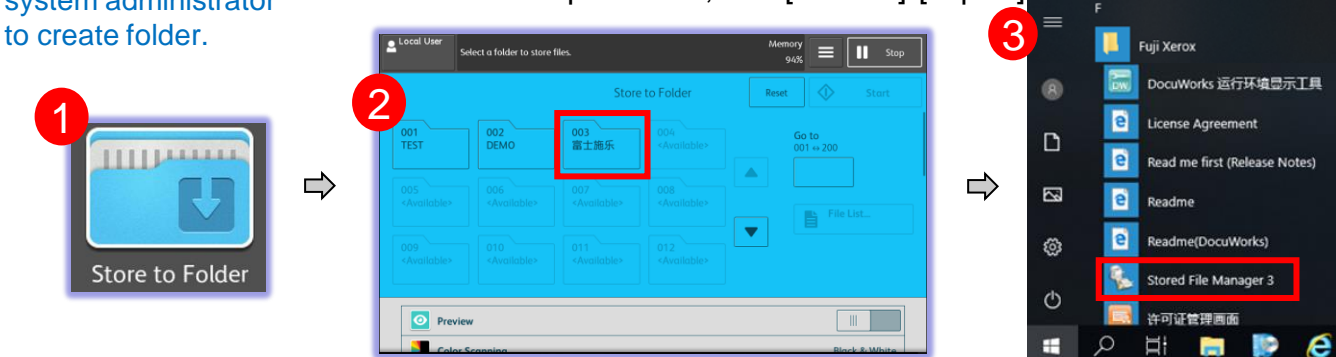 system administrator
to create folder.
1
Store to Folder
2
Local User
Select a folder to store files.
Memory
94%
Stop
Store to Folder
Reset
Start
001
TEST
002
DEMO
003
富士施乐
004
<Available>
Go to
001 ↔ 200
005
<Available>
006
<Available>
007
<Available>
008
<Available>
File List...
009
<Available>
010
<Available>
011
<Available>
012
<Available>
Preview
Color Scanning
Black & White
3
F
Fuji Xerox
DocuWorks 运行环境显示工具
License Agreement
Read me first (Release Notes)
Readme
Readme(DocuWorks)
Stored File Manager 3
许可证管理画面